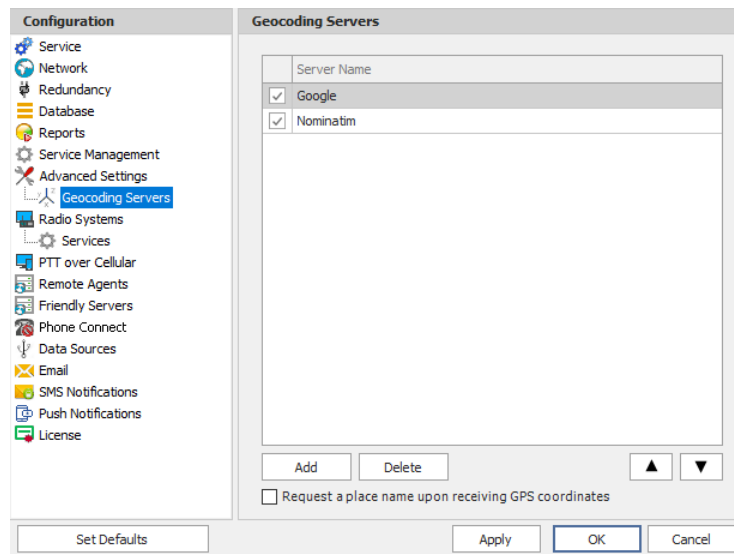 Configuration
Service
Network
Redundancy
Database
Reports
Service Management
Advanced Settings
Geocoding Servers
Radio Systems
Services
PTT over Cellular
Remote Agents
Friendly Servers
Phone Connect
Data Sources
Email
SMS Notifications
Push Notifications
License
Set Defaults
Geocoding Servers
Server Name
Google
Nominatim
Add Delete
Request a place name upon receiving GPS coordinates
Apply OK Cancel